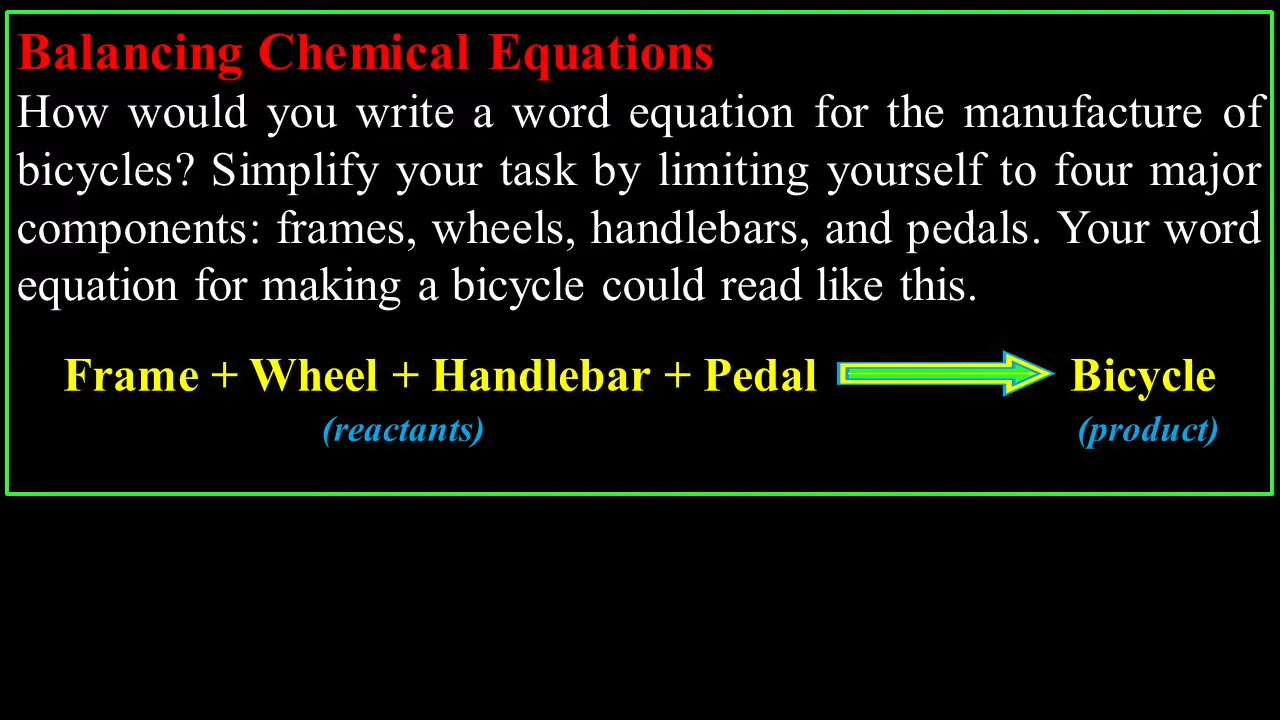 Balancing Chemical Equations
How would you write a word equation for the manufacture of
bicycles? Simplify your task by limiting yourself to four major
components: frames, wheels, handlebars, and pedals. Your word
equation for making a bicycle could read like this.
Frame + Wheel + Handlebar + Pedal Bicycle
(reactants) (product)